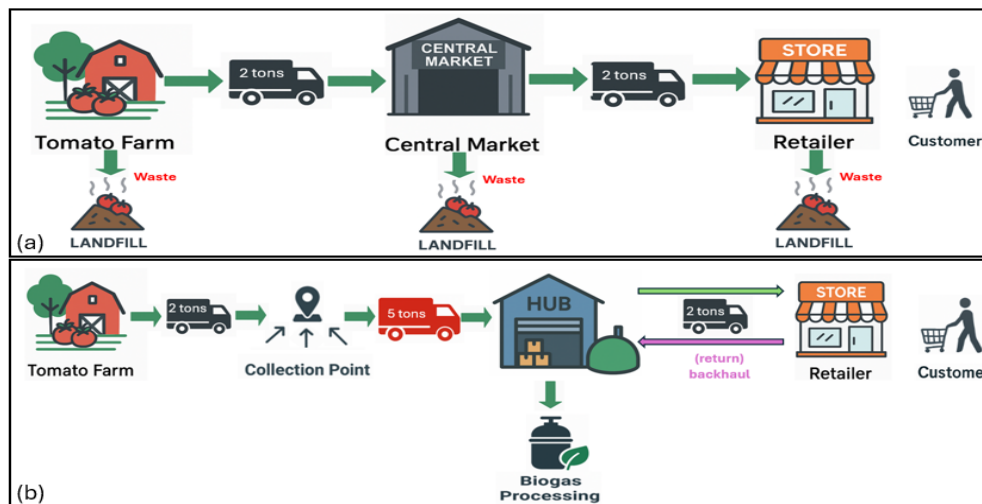 2 tons
CENTRAL
MARKET
2 tons
STORE
Tomato Farm
Central Market
Retailer
Customer
Waste
Waste
Waste
LANDFILL
LANDFILL
LANDFILL
(a)
2 tons
5 tons
HUB
2 tons
STORE
(return)
backhaul
Tomato Farm
Collection Point
Retailer
Customer
Biogas
Processing
(b)